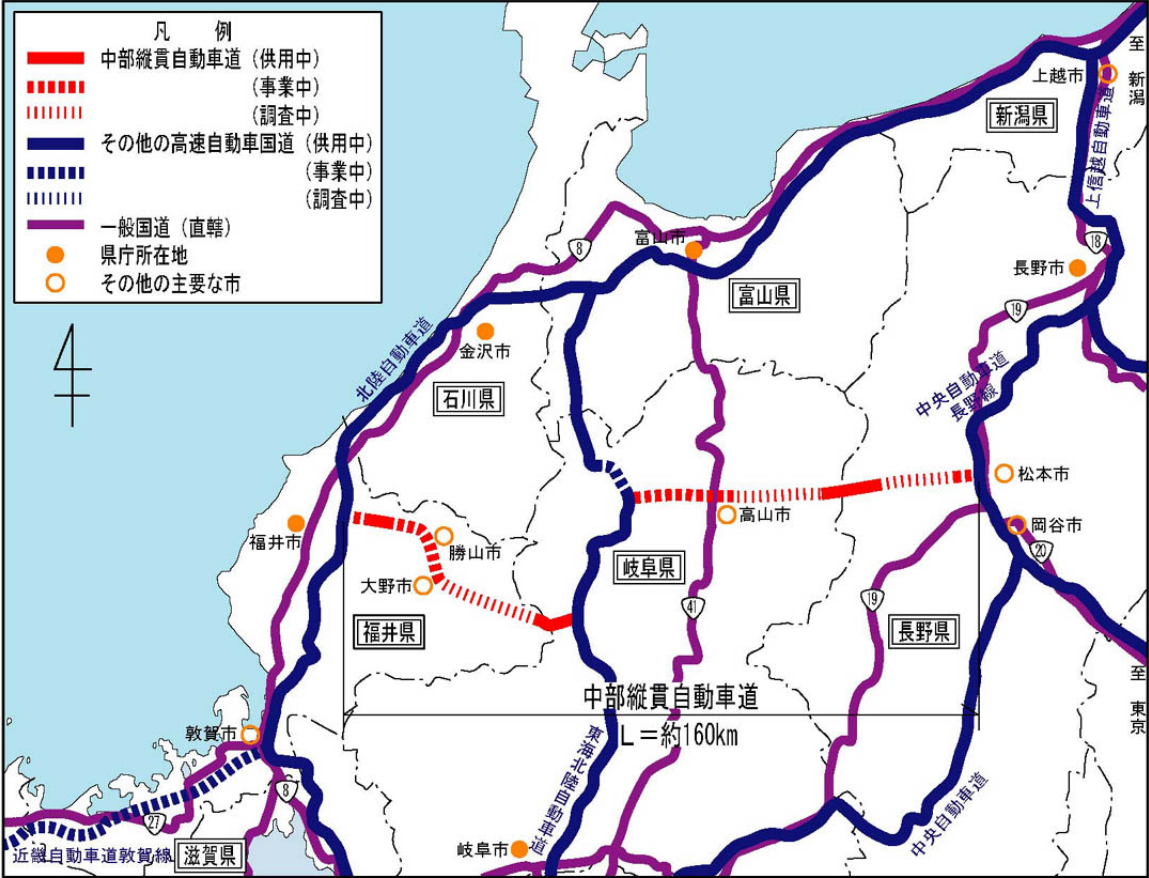 凡　例
中部縦貫自動車道（供用中）
（事業中）
（調査中）
その他の高速自動車国道（供用中）
（事業中）
（調査中）
一般国道（直轄）
県庁所在地
その他の主要な市
至 新潟
上越市
新潟県
上信越自動車道
8
富山市
18
長野市
富山県
19
北陸自動車道
金沢市
石川県
中央自動車道
長野線
松本市
高山市
福井市
勝山市
岡谷市
20
大野市
岐阜県
19
41
福井県
長野県
至 東京
中部縦貫自動車道
L＝約160km
敦賀市
東海北陸自動車道
8
27
中央自動車道
近畿自動車道敦賀線
滋賀県
岐阜市